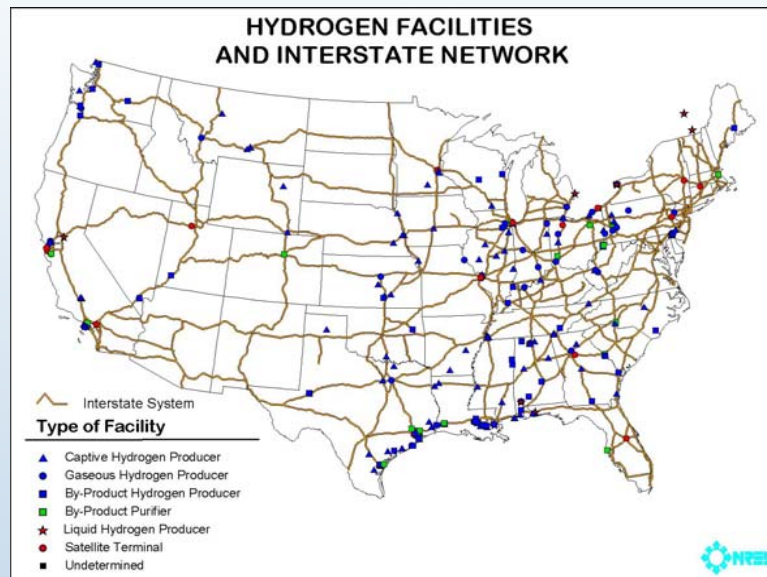 HYDROGEN FACILITIES
AND INTERSTATE NETWORK
Interstate System
Type of Facility
Captive Hydrogen Producer
Gaseous Hydrogen Producer
By-Product Hydrogen Producer
By-Product Purifier
Liquid Hydrogen Producer
Satellite Terminal
Undetermined
NREL